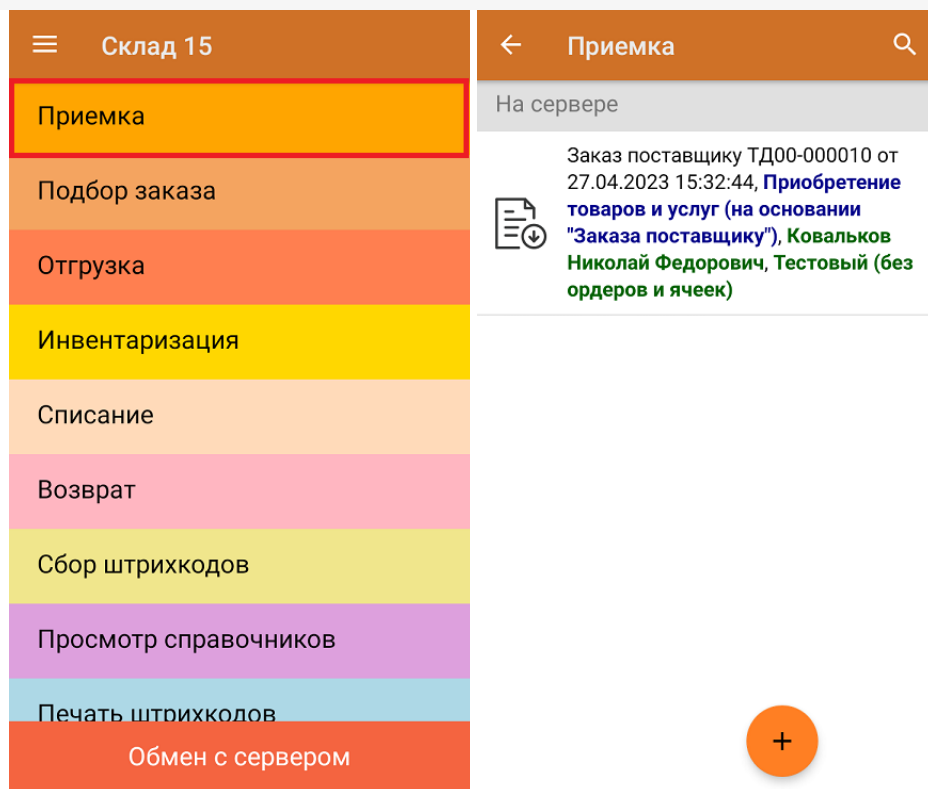 Склад 15
Приемка
Подбор заказа
Отгрузка
Инвентаризация
Списание
Возврат
Сбор штрихкодов
Просмотр справочников
Печать штрихкодов
Обмен с сервером
Приемка
На сервере
Заказ поставщику ТД00-000010 от
27.04.2023 15:32:44, Приобретение
товаров и услуг (на основании
"Заказа поставщику"), Ковальков
Николай Федорович, Тестовый (без
ордеров и ячеек)
+